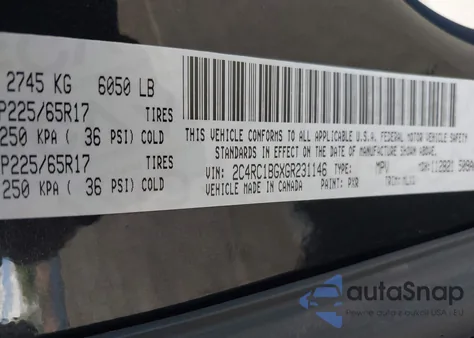 2745 KG 6050 LB
P225/65R17 TIRES
250 KPA ( 36 PSI) COLD
P225/65R17 TIRES
250 KPA ( 36 PSI) COLD
THIS VEHICLE CONFORMS TO ALL APPLICABLE U.S.A. FEDERAL MOTOR VEHICLE SAFETY
STANDARDS IN EFFECT ON THE DATE OF MANUFACTURE SHOWN ABOVE.
VIN: 2C4RC1BGXGR231146 TYPE: MPV
VEHICLE MADE IN CANADA PAINT: PXR TRIM:
autoSnap